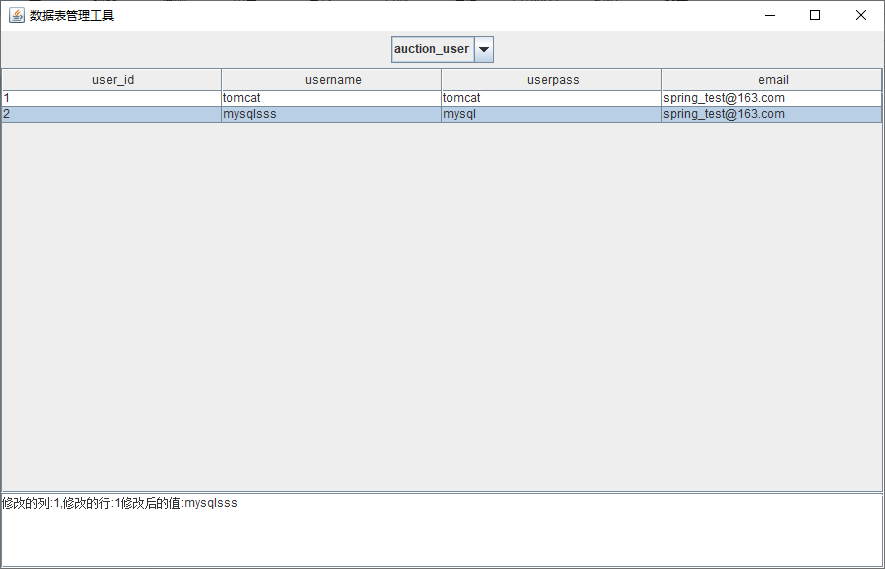 数据表管理工具
auction_user
user_id username userpass email
1 tomcat tomcat spring_test@163.com
2 mysqlsss mysql spring_test@163.com
修改的列:1,修改的行:1修改后的值:mysqlsss